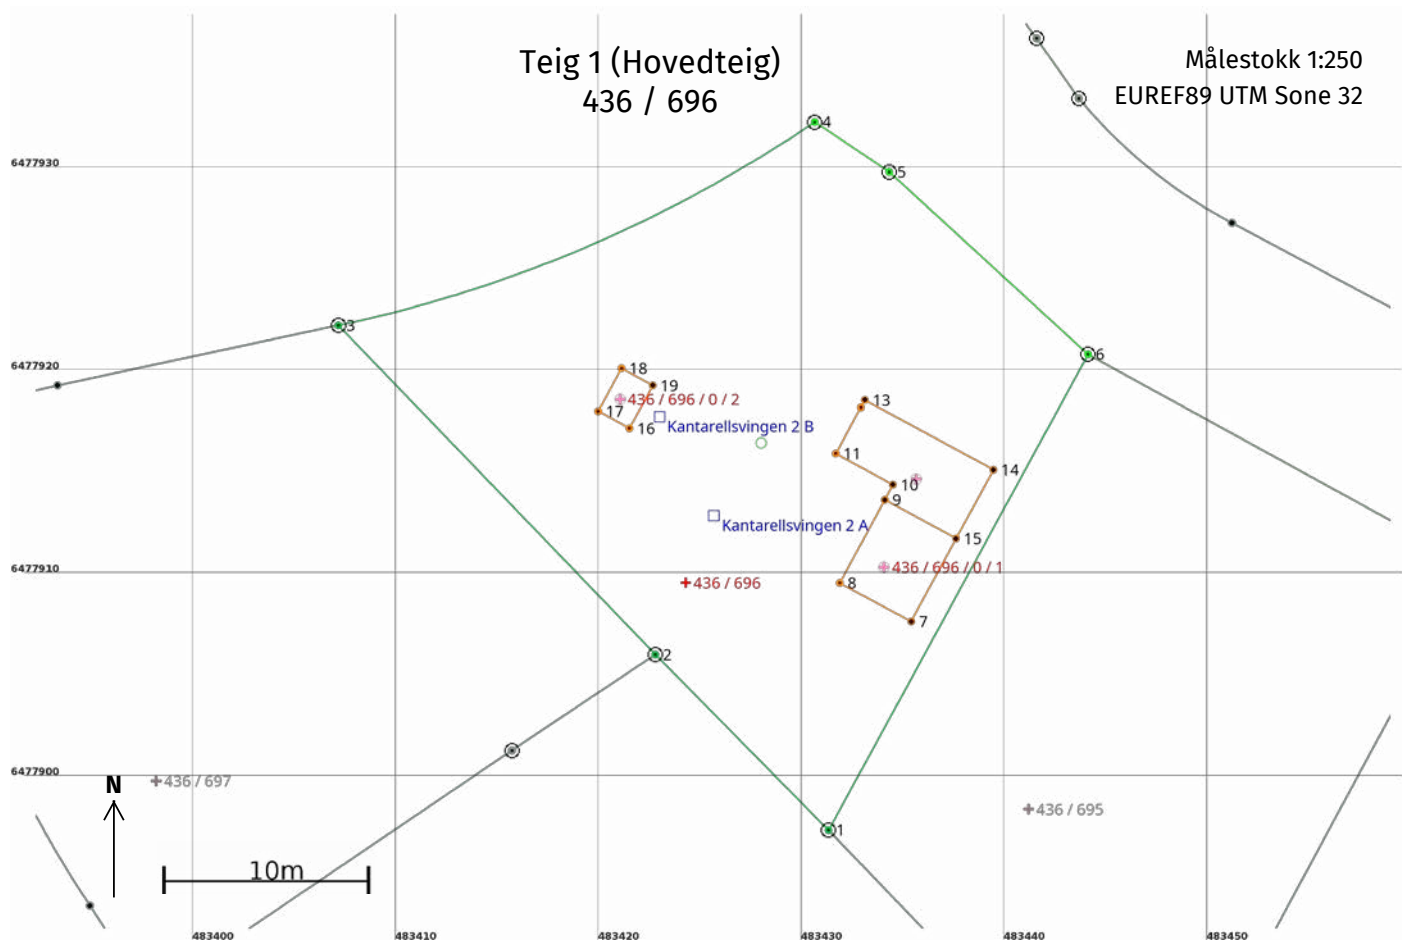 Teig 1 (Hovedteig)
436 / 696
Målestokk 1:250
EUREF89 UTM Sone 32
4
6477930
5
3
6
6477920
18
19
436 / 696 / 0 / 2
17
16
Kantarellsvingen 2 B
13
11
14
10
9
Kantarellsvingen 2 A
15
6477910
436 / 696 / 0 / 1
436 / 696
8
7
2
6477900
436 / 697
N
436 / 695
1
10m
483400
483410
483420
483430
483440
483450